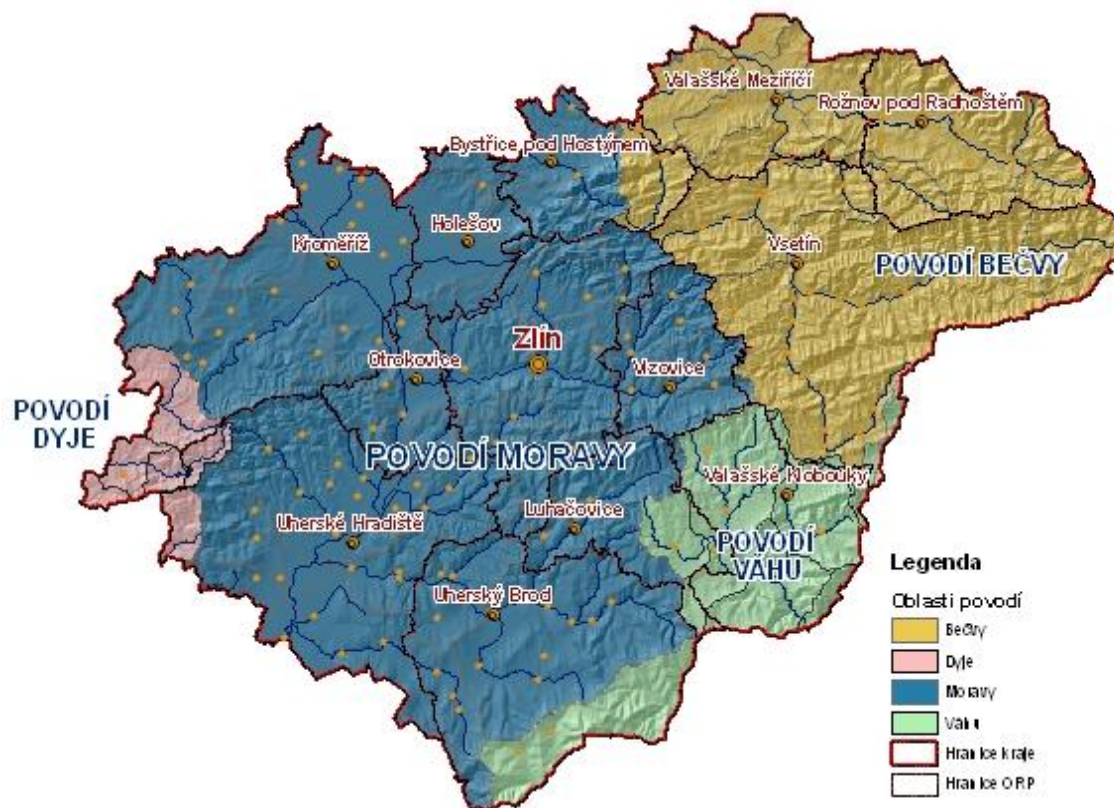 Valašské Meziříčí
Rožnov pod Radhoštěm
Bystřice pod Hostýnem
Holešov
Kroměříž
Vsetín
POVODÍ BEČVY
Zlín
Otrokovice
Vizovice
POVODÍ
DYJE
POVODÍ MORAVY
Valašské Klobouky
Luhačovice
Uherské Hradiště
POVODÍ
VÁHU
Uherský Brod
Legenda
Oblasti povodí
Bečvy
Dyje
Moravy
Váhu
Hranice kraje
Hranice ORP